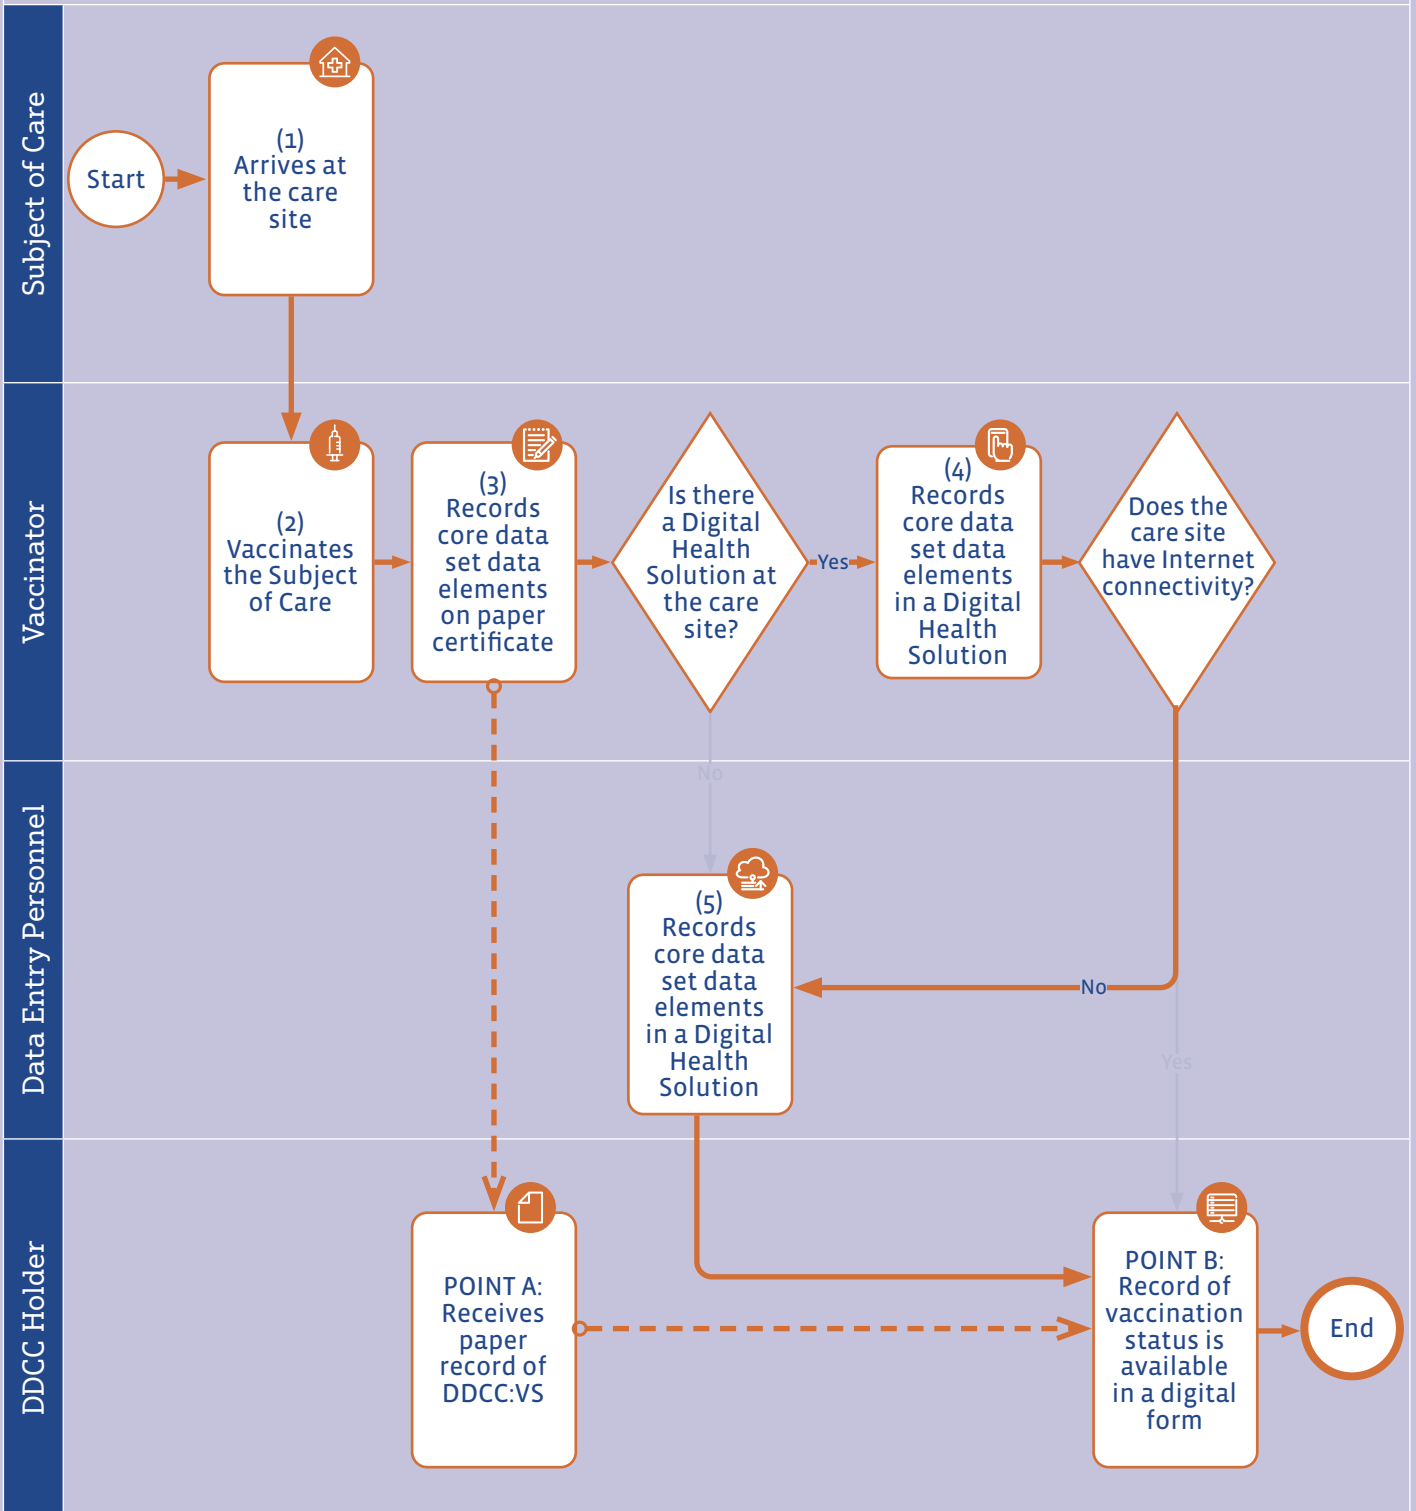 Subject of Care
Start
(1)
Arrives at
the care
site
Vaccinator
(2)
Vaccinates
the Subject
of Care
(3)
Records
core data
set data
elements
on paper
certificate
Is there
a Digital
Health
Solution at
the care
site?
Yes
(4)
Records
core data
set data
elements
in a Digital
Health
Solution
Does the
care site
have Internet
connectivity?
No
Data Entry Personnel
(5)
Records
core data
set data
elements
in a Digital
Health
Solution
No
Yes
DDCC Holder
POINT A:
Receives
paper
record of
DDCC:VS
POINT B:
Record of
vaccination
status is
available
in a digital
form
End